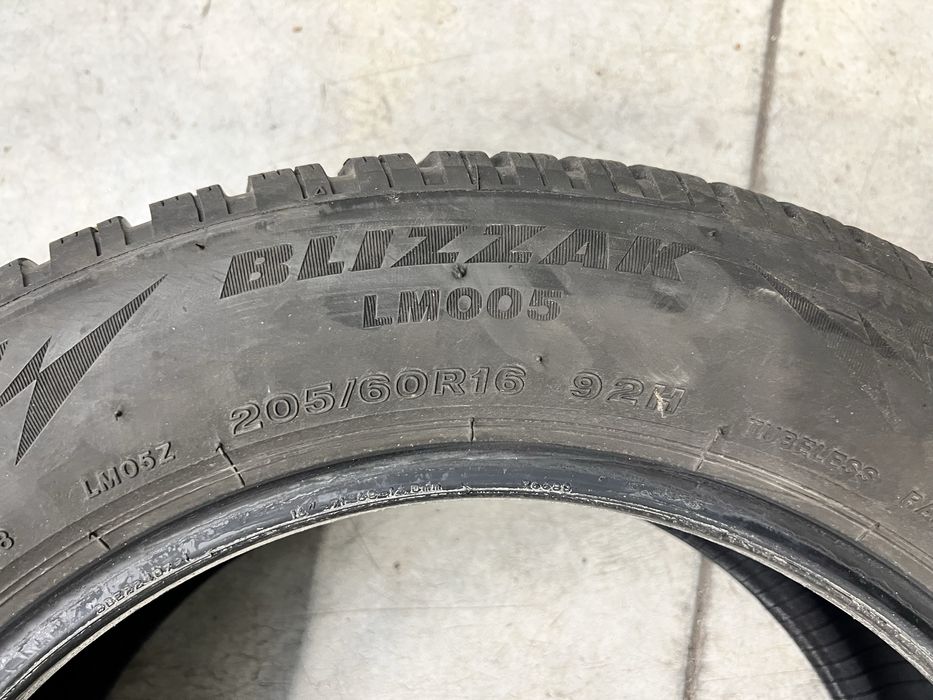 BLIZZAK
LM005
205/60R16 92H
LM05Z
TUBELESS